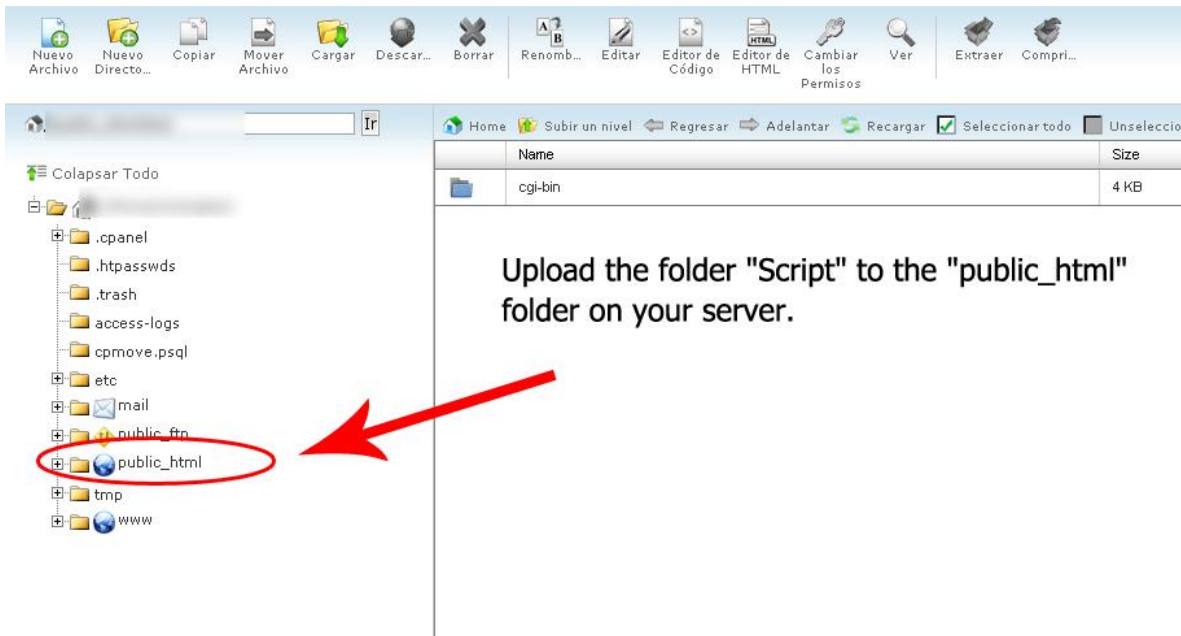 Nuevo Archivo
Nuevo Directo...
Copiar
Mover Archivo
Cargar
Descar...
Borrar
Renomb...
Editar
Editor de Código
Editor de HTML
Cambiar los Permisos
Ver
Extraer
Compri...
Ir
Home Subir un nivel Regresar Adelantar Recargar Seleccionar todo Unseleccio
Name Size
cgi-bin 4 KB
Colapsar Todo
.cpanel
.htpasswds
.trash
access-logs
cpmove.psql
etc
mail
public_ftp
public_html
tmp
www
Upload the folder "Script" to the "public_html"
folder on your server.